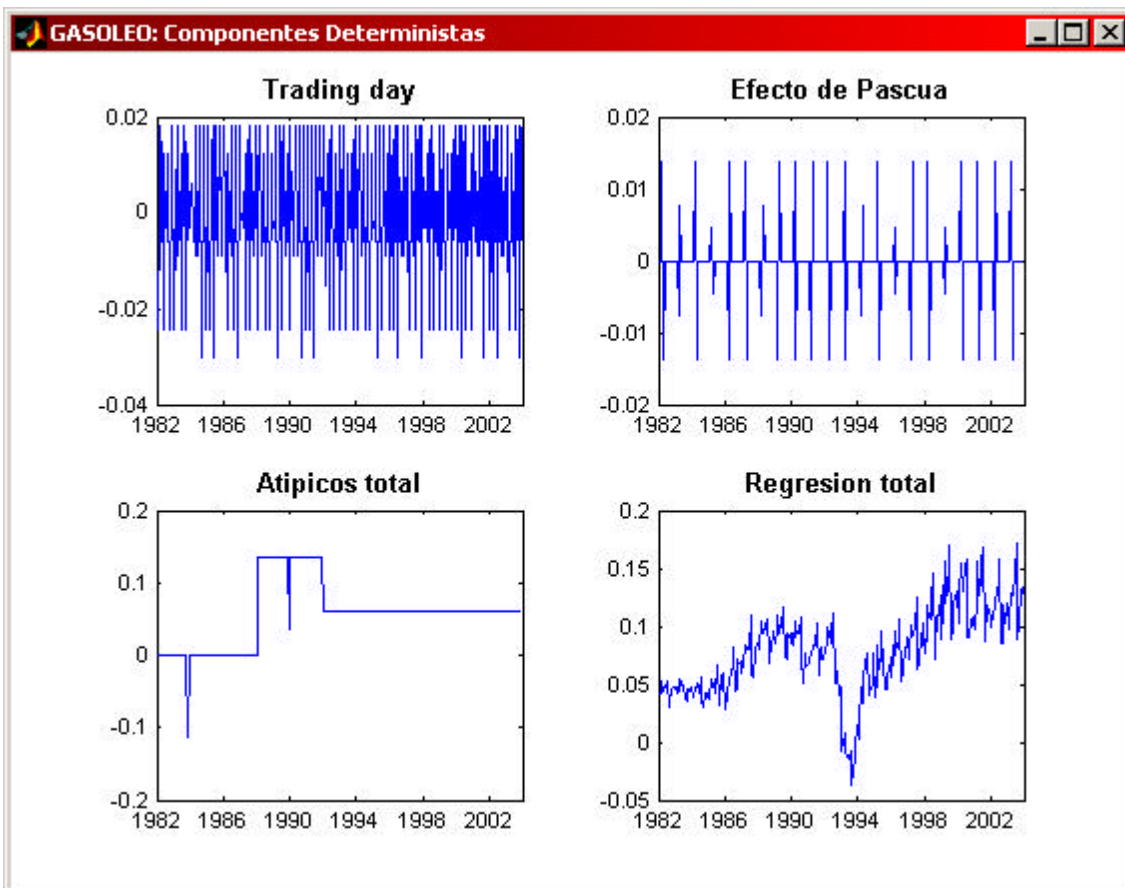 GASOLEO: Componentes Deterministas
Trading day
0.02
0
-0.02
-0.04
1982 1986 1990 1994 1998 2002
Efecto de Pascua
0.02
0.01
0
-0.01
-0.02
1982 1986 1990 1994 1998 2002
Atipicos total
0.2
0.1
0
-0.1
-0.2
1982 1986 1990 1994 1998 2002
Regresion total
0.2
0.15
0.1
0.05
0
-0.05
1982 1986 1990 1994 1998 2002